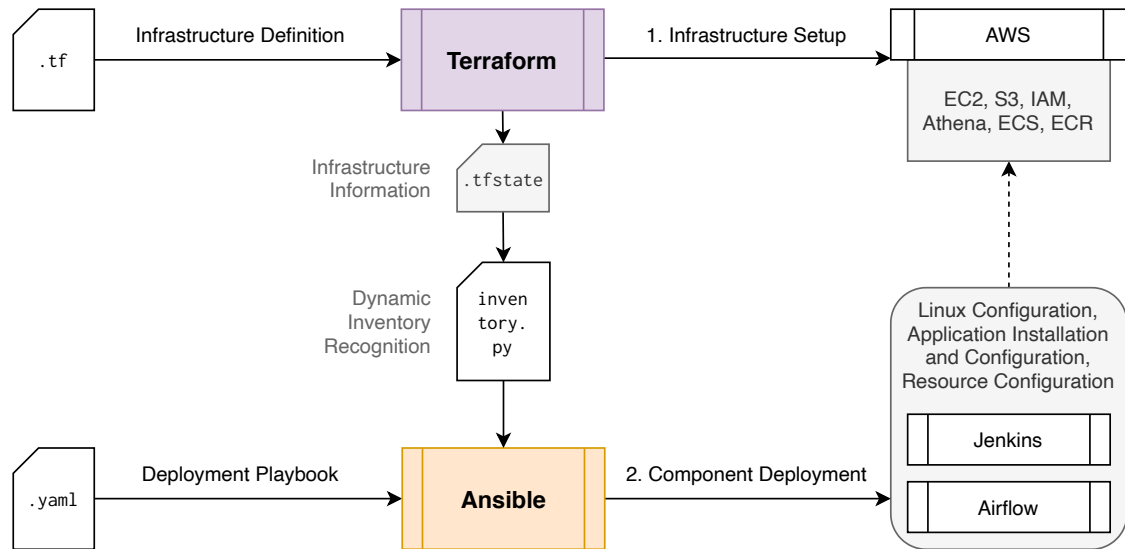 .tf
Infrastructure Definition
Terraform
1. Infrastructure Setup
AWS
EC2, S3, IAM,
Athena, ECS, ECR
Infrastructure
Information
.tfstate
Dynamic
Inventory
Recognition
inven
tory.
py
Linux Configuration,
Application Installation
and Configuration,
Resource Configuration
Jenkins
Airflow
.yaml
Deployment Playbook
Ansible
2. Component Deployment